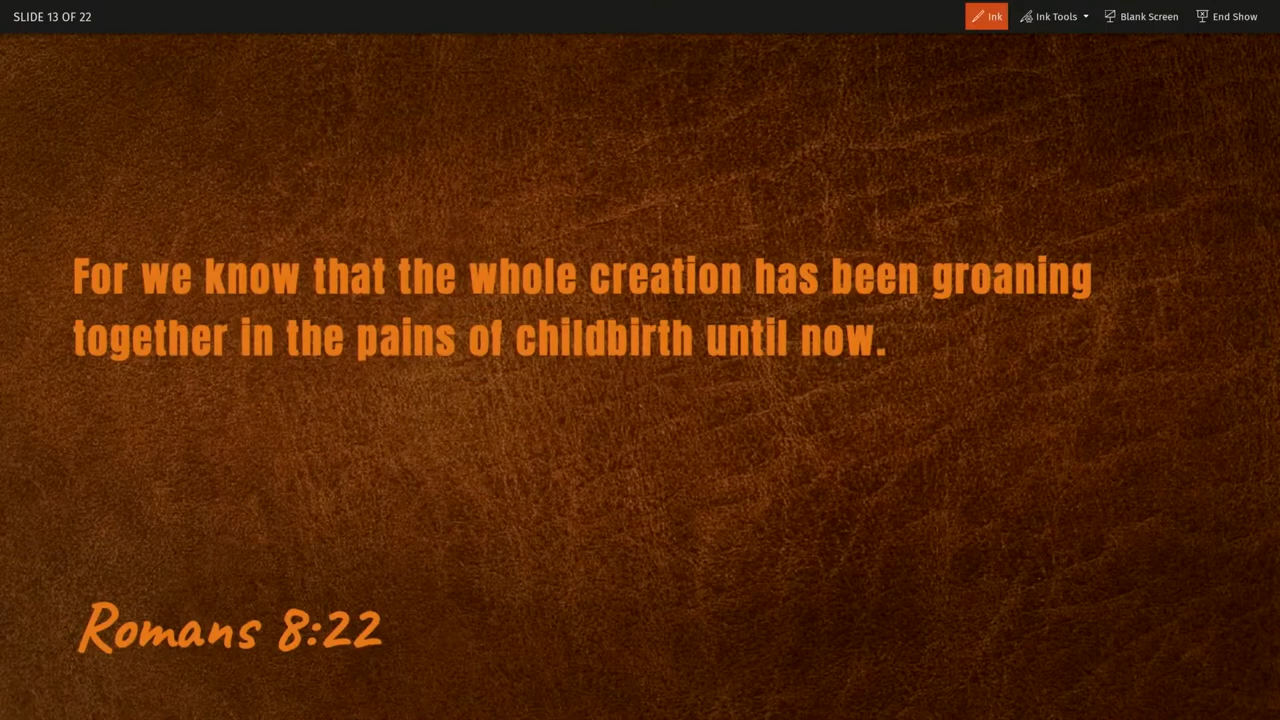 SLIDE 13 OF 22
Ink
Ink Tools
Blank Screen
End Show
For we know that the whole creation has been groaning
together in the pains of childbirth until now.
Romans 8:22